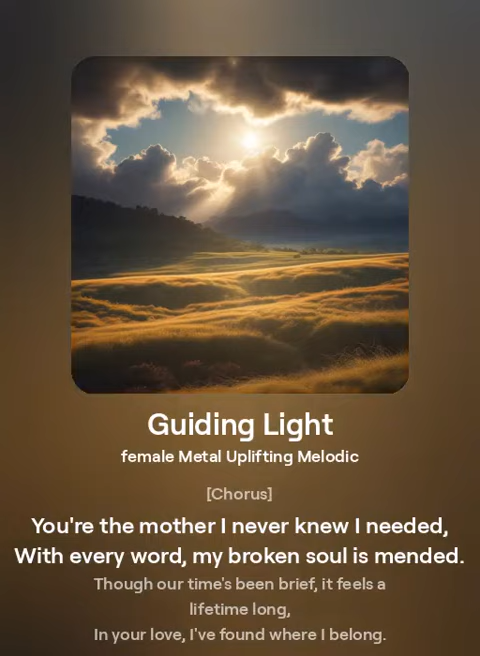 Guiding Light
female Metal Uplifting Melodic
[Chorus]
You're the mother I never knew I needed,
With every word, my broken soul is mended.
Though our time's been brief, it feels a
lifetime long,
In your love, I've found where I belong.